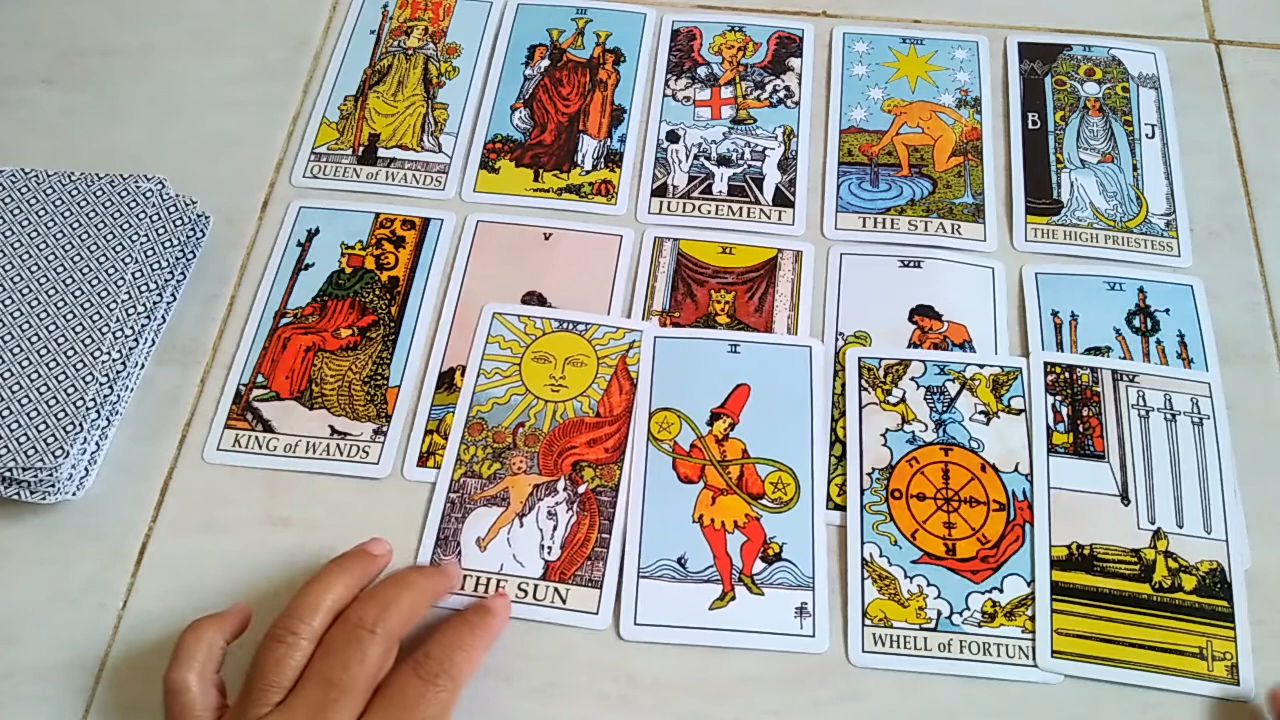 QUEEN of WANDS
III
XX
JUDGEMENT
XVII
THE STAR
II
B
J
THE HIGH PRIESTESS
KING of WANDS
V
XI
VII
VI
XIX
THE SUN
II
X
T
A
R
O
WHELL of FORTUN
IV